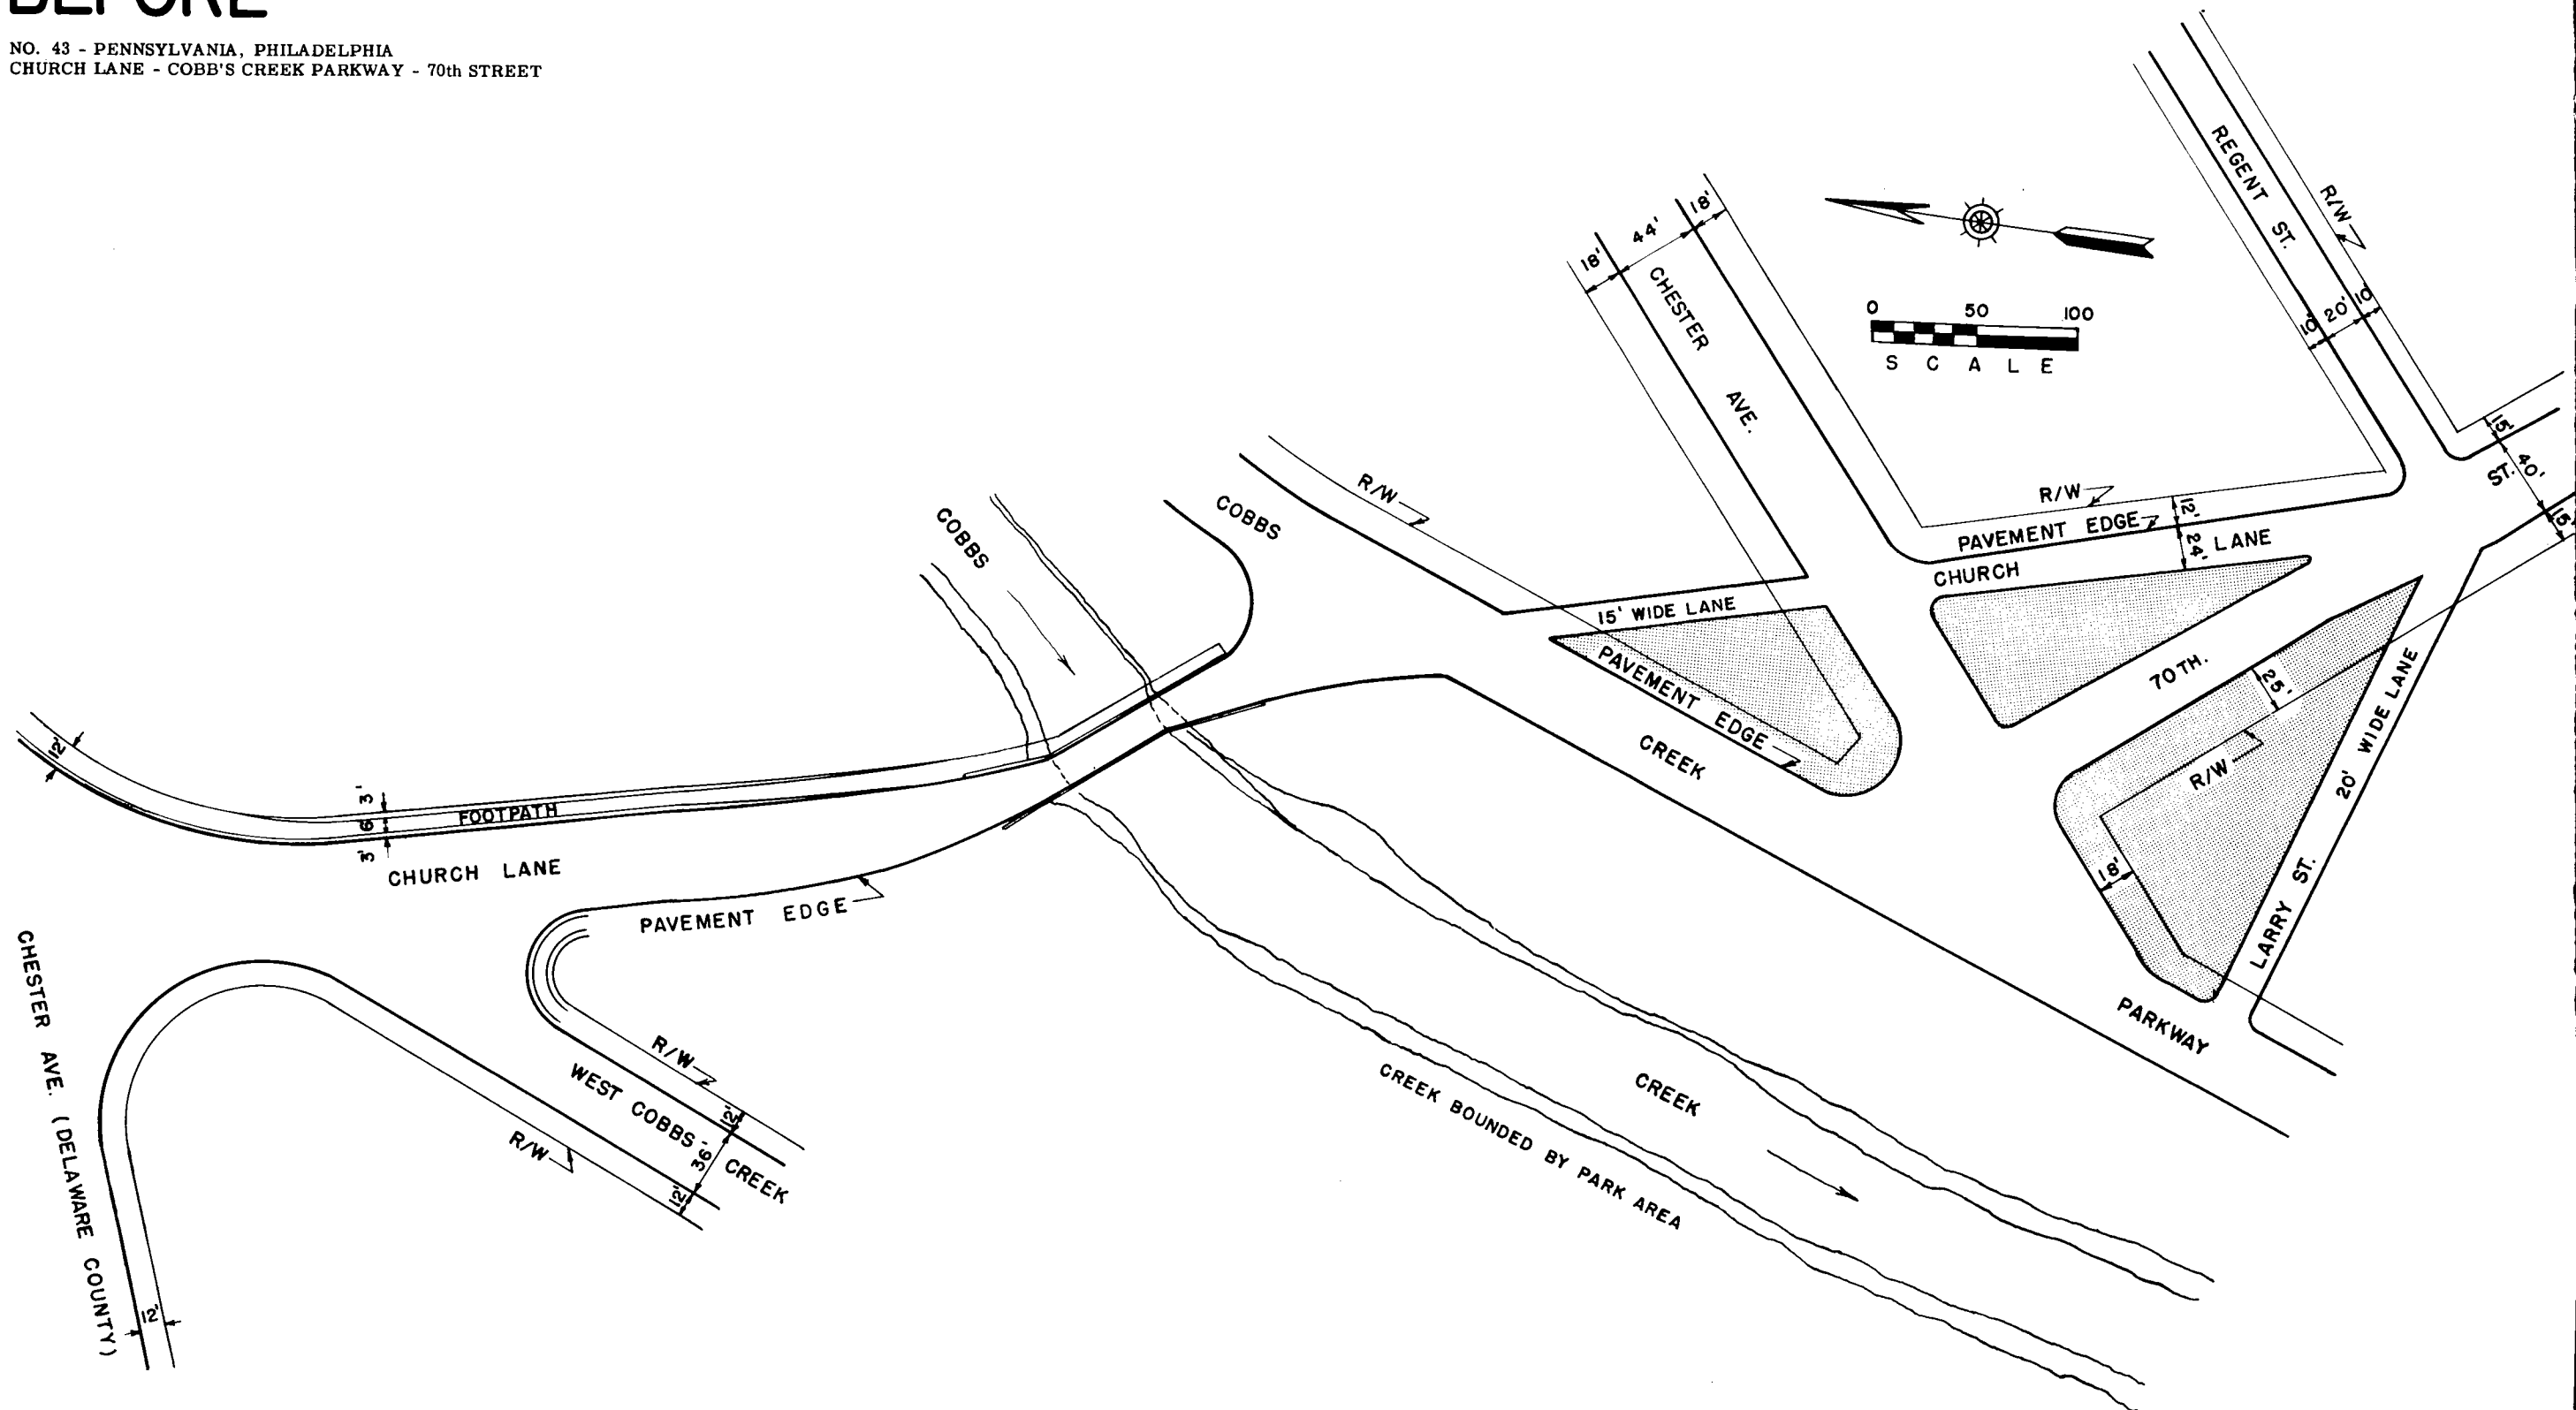 BEFORE
NO. 43 - PENNSYLVANIA, PHILADELPHIA
CHURCH LANE - COBB'S CREEK PARKWAY - 70th STREET
REGENT ST.
R/W
10'
20'
10'
18'
44'
18'
CHESTER AVE.
0 50 100
SCALE
15'
40'
15'
ST.
R/W
PAVEMENT EDGE
12'
24'
LANE
CHURCH
R/W
COBBS
COBBS
15' WIDE LANE
PAVEMENT EDGE
CREEK
70TH.
25'
R/W
18'
20' WIDE LANE
LARRY ST.
PARKWAY
12'
3'
6'
3'
FOOTPATH
CHURCH LANE
PAVEMENT EDGE
CHESTER AVE. (DELAWARE COUNTY)
12'
R/W
WEST COBBS-CREEK
12'
36'
12'
R/W
CREEK
CREEK BOUNDED BY PARK AREA